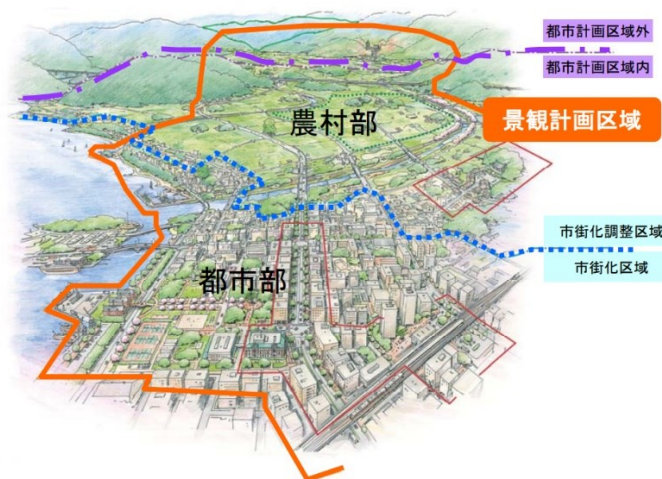 都市計画区域外
都市計画区域内
景観計画区域
農村部
市街化調整区域
市街化区域
都市部